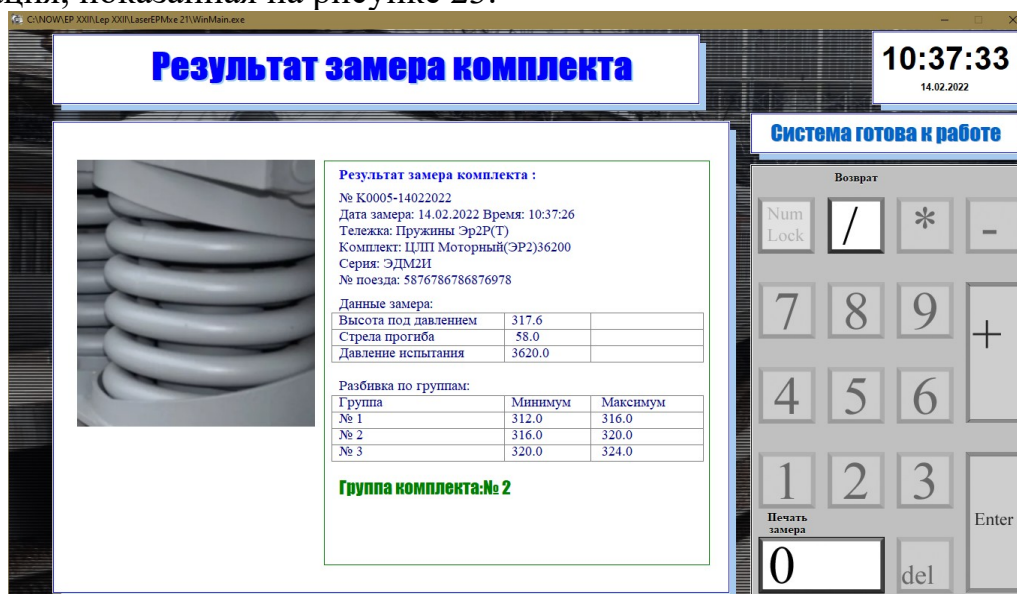 ция, показанная на рисунке 25.
C:\NOW\EP XXII\Lep XXII\LaserEPMxe 21\WinMain.exe
Результат замера комплекта
10:37:33
14.02.2022
Система готова к работе
Результат замера комплекта :
№ K0005-14022022
Дата замера: 14.02.2022 Время: 10:37:26
Тележка: Пружины Эр2Р(Т)
Комплект: ЦЛП Моторный(ЭР2)36200
Серия: ЭДМ2И
№ поезда: 5876786786876978
Данные замера:
Высота под давлением 317.6
Стрела прогиба 58.0
Давление испытания 3620.0
Разбивка по группам:
Группа Минимум Максимум
№ 1 312.0 316.0
№ 2 316.0 320.0
№ 3 320.0 324.0
Группа комплекта:№ 2
Возврат
Num Lock / * -
7 8 9 +
4 5 6
1 2 3 Enter
Печать
замера
0 del